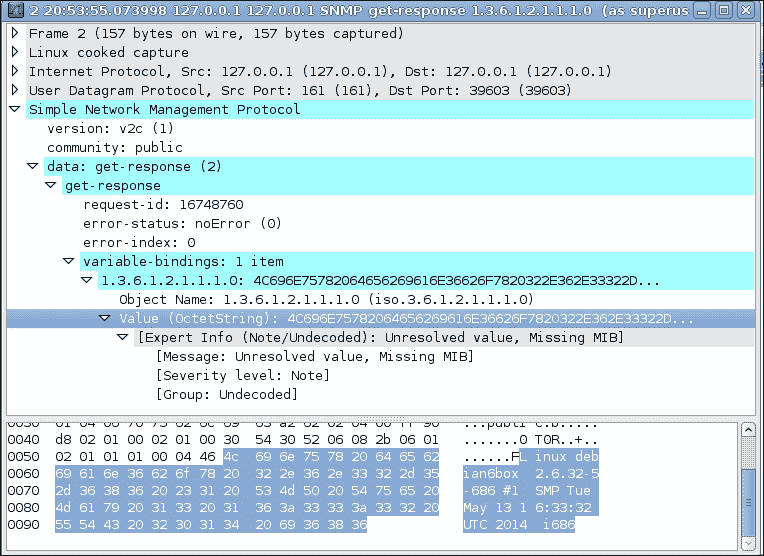 2 20:53:55.073998 127.0.0.1 127.0.0.1 SNMP get-response 1.3.6.1.2.1.1.1.0 (as superus
Frame 2 (157 bytes on wire, 157 bytes captured)
Linux cooked capture
Internet Protocol, Src: 127.0.0.1 (127.0.0.1), Dst: 127.0.0.1 (127.0.0.1)
User Datagram Protocol, Src Port: 161 (161), Dst Port: 39603 (39603)
Simple Network Management Protocol
version: v2c (1)
community: public
data: get-response (2)
get-response
request-id: 16748760
error-status: noError (0)
error-index: 0
variable-bindings: 1 item
1.3.6.1.2.1.1.1.0: 4C696E75782064656269616E36626F7820322E362E33322D...
Object Name: 1.3.6.1.2.1.1.1.0 (iso.3.6.1.2.1.1.1.0)
Value (OctetString): 4C696E75782064656269616E36626F7820322E362E33322D...
[Expert Info (Note/Undecoded): Unresolved value, Missing MIB]
[Message: Unresolved value, Missing MIB]
[Severity level: Note]
[Group: Undecoded]
...publi c.b.....
0040 d8 02 01 00 02 01 00 30 54 30 52 06 08 2b 06 01 .......0 T0R..+..
0050 02 01 01 01 00 04 46 4c 69 6e 75 78 20 64 65 62 ......FL inux deb
0060 69 61 6e 36 62 6f 78 20 32 2e 36 2e 33 32 2d 35 ian6box 2.6.32-5
0070 2d 36 38 36 20 23 31 20 53 4d 50 20 54 75 65 20 -686 #1 SMP Tue
0080 4d 61 79 20 31 33 20 31 36 3a 33 33 3a 33 32 20 May 13 1 6:33:32
0090 55 54 43 20 32 30 31 34 20 69 36 38 36 UTC 2014 i686